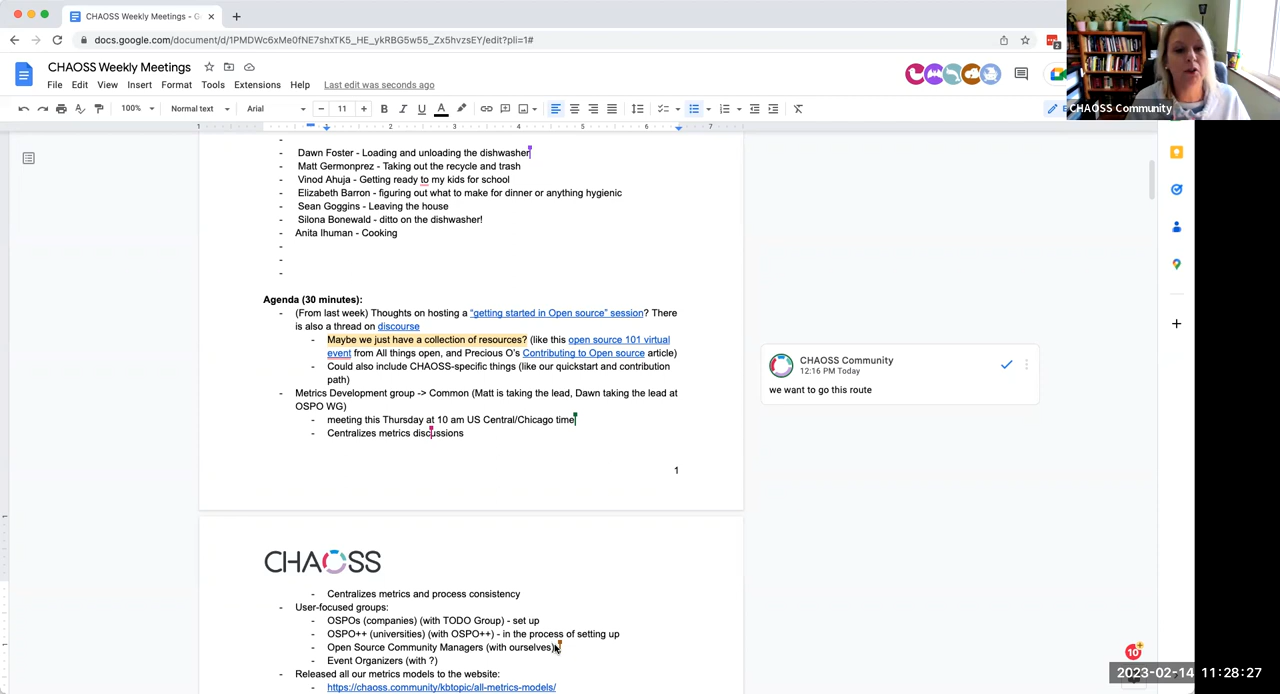 CHAOSS Weekly Meetings - G
docs.google.com/document/d/1PMDWc6xMe0fNE7shxTK5_HE_ykRBG5w55_Zx5hvzsEY/edit?pli=1#
2
CHAOSS Weekly Meetings
File Edit View Insert Format Tools Extensions Help Last edit was seconds ago
100% Normal text Arial 11
CHAOSS Community
1 2 3 4 5 6 7
-
- Dawn Foster - Loading and unloading the dishwasher
- Matt Germonprez - Taking out the recycle and trash
- Vinod Ahuja - Getting ready to my kids for school
- Elizabeth Barron - figuring out what to make for dinner or anything hygienic
- Sean Goggins - Leaving the house
- Silona Bonewald - ditto on the dishwasher!
- Anita Ihuman - Cooking
-
-
-
Agenda (30 minutes):
- (From last week) Thoughts on hosting a "getting started in Open source" session? There
is also a thread on discourse
- Maybe we just have a collection of resources? (like this open source 101 virtual
event from All things open, and Precious O's Contributing to Open source article)
- Could also include CHAOSS-specific things (like our quickstart and contribution
path)
- Metrics Development group -> Common (Matt is taking the lead, Dawn taking the lead at
OSPO WG)
- meeting this Thursday at 10 am US Central/Chicago time
- Centralizes metrics discussions
1
CHAOSS Community
12:16 PM Today
we want to go this route
CHAOSS
- Centralizes metrics and process consistency
- User-focused groups:
- OSPOs (companies) (with TODO Group) - set up
- OSPO++ (universities) (with OSPO++) - in the process of setting up
- Open Source Community Managers (with ourselves)
- Event Organizers (with ?)
- Released all our metrics models to the website:
- https://chaoss.community/kbtopic/all-metrics-models/
10
2023-02-14 11:28:27